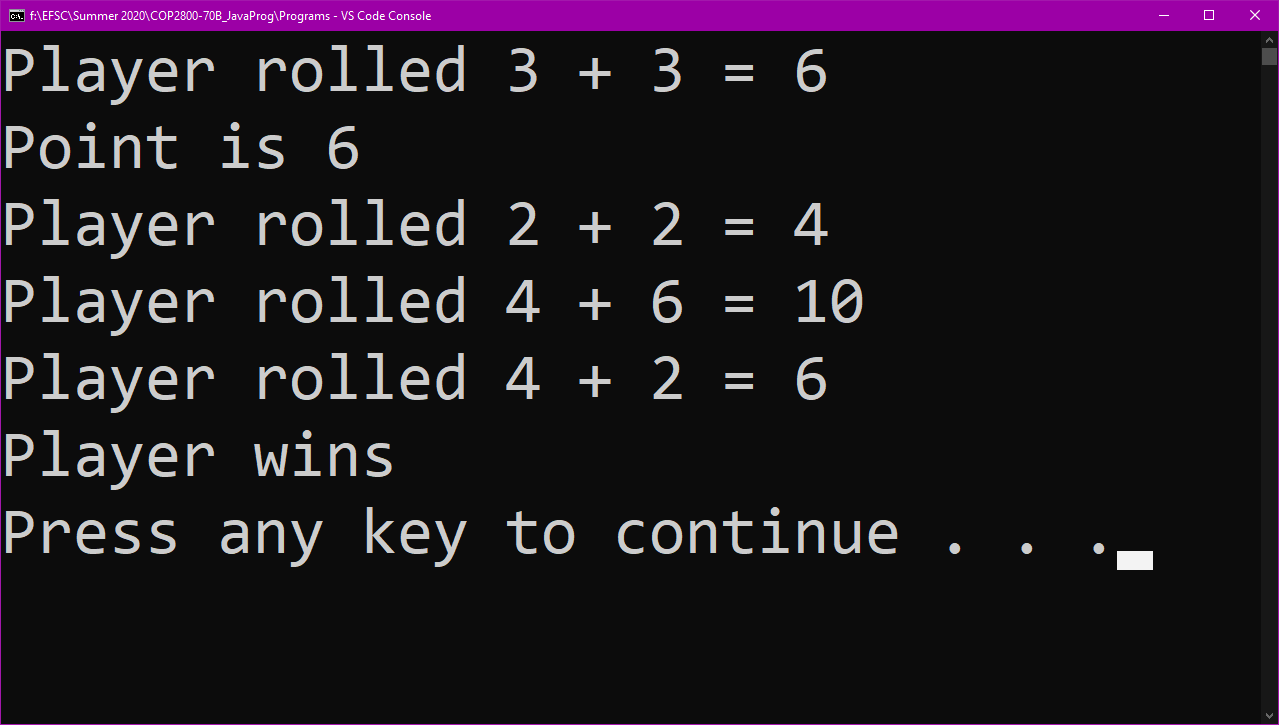 f:\EFSC\Summer 2020\COP2800-70B_JavaProg\Programs - VS Code Console
Player rolled 3 + 3 = 6
Point is 6
Player rolled 2 + 2 = 4
Player rolled 4 + 6 = 10
Player rolled 4 + 2 = 6
Player wins
Press any key to continue . . .